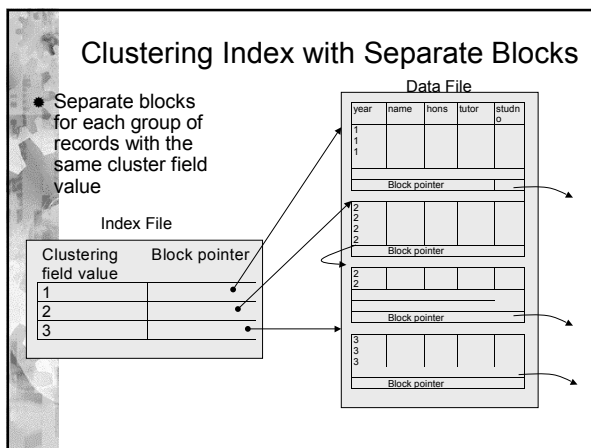 Clustering Index with Separate Blocks
Separate blocks
for each group of
records with the
same cluster field
value
Index File
Clustering field value Block pointer
1
2
3
Data File
year name hons tutor studno
1
1
1
Block pointer
2
2
2
2
Block pointer
2
2
Block pointer
3
3
3
Block pointer